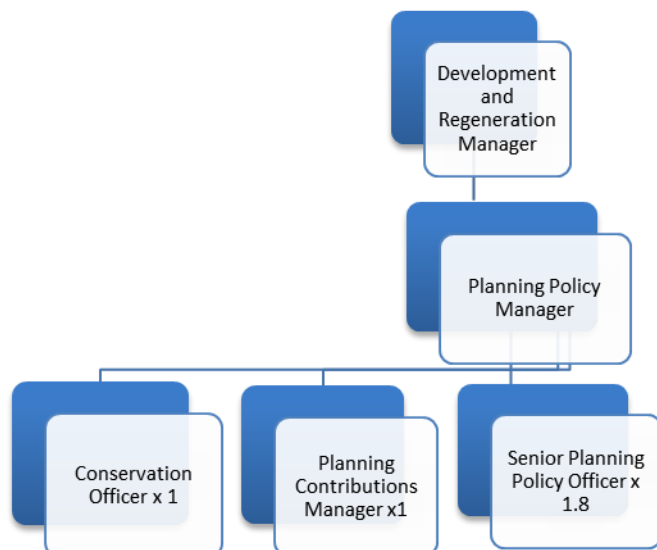 Development
and
Regeneration
Manager
Planning Policy
Manager
Conservation
Officer x 1
Planning
Contributions
Manager x1
Senior Planning
Policy Officer x
1.8